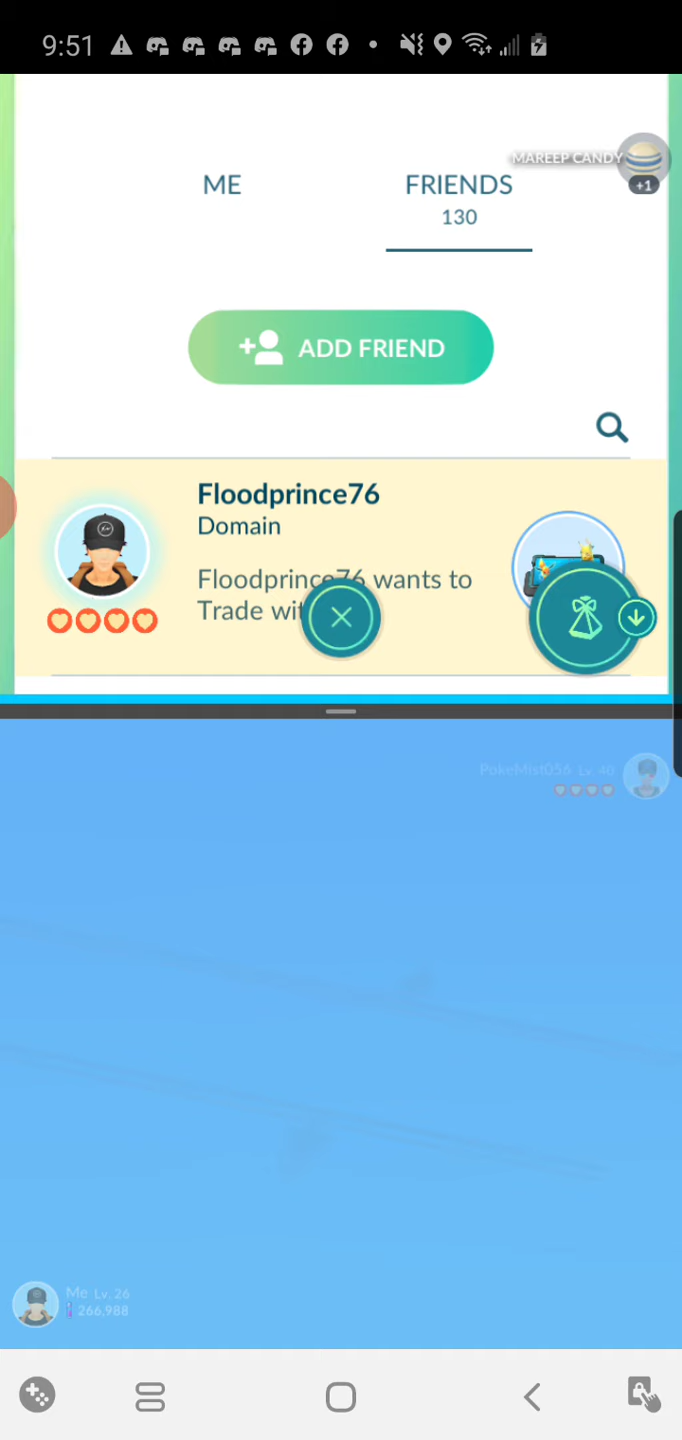 9:51
MAREEP CANDY
+1
ME
FRIENDS
130
ADD FRIEND
Floodprince76
Domain
Floodprince76 wants to
Trade wit
PokeMist056 Lv. 40
Me Lv. 26
266,988